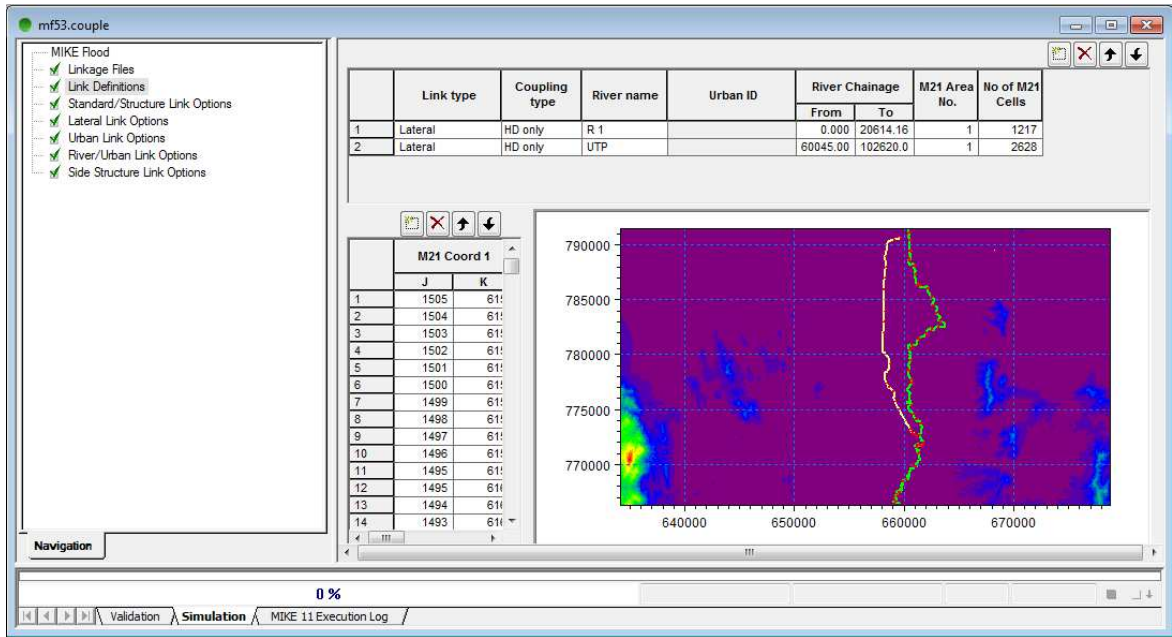 mf53.couple
MIKE Flood
Linkage Files
Link Definitions
Standard/Structure Link Options
Lateral Link Options
Urban Link Options
River/Urban Link Options
Side Structure Link Options
Navigation
Link type Coupling type River name Urban ID River Chainage M21 Area No. No of M21 Cells
From To
1 Lateral HD only R 1 0.000 20614.16 1 1217
2 Lateral HD only UTP 60045.00 102620.0 1 2628
M21 Coord 1
J K
1 1505
2 1504
3 1503
4 1502
5 1501
6 1500
7 1499
8 1498
9 1497
10 1496
11 1495
12 1495
13 1494
14 1493
790000
785000
780000
775000
770000
640000 650000 660000 670000
0 %
Validation Simulation MIKE 11 Execution Log